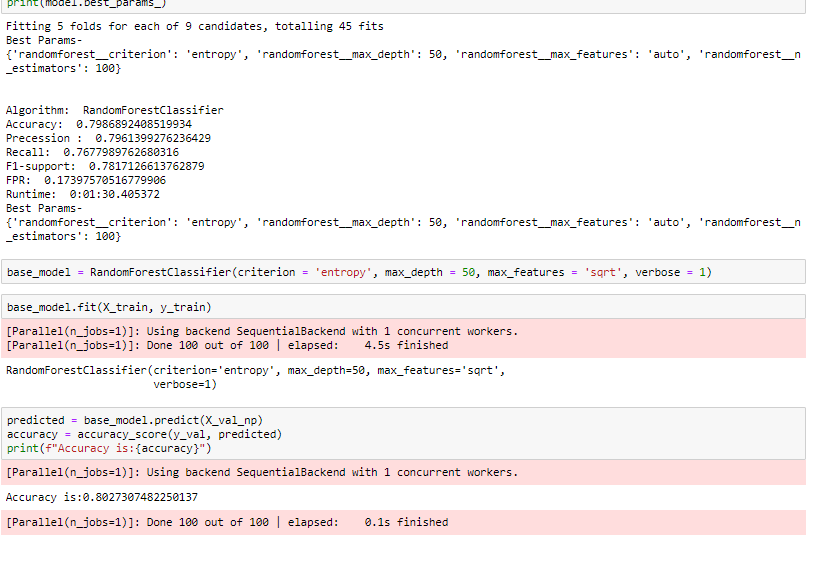 print(model.best_params_)
Fitting 5 folds for each of 9 candidates, totalling 45 fits
Best Params-
{'randomforest__criterion': 'entropy', 'randomforest__max_depth': 50, 'randomforest__max_features': 'auto', 'randomforest__n
_estimators': 100}
Algorithm:  RandomForestClassifier
Accuracy:  0.7986892408519934
Precession :  0.7961399276236429
Recall:  0.7677989762680316
F1-support:  0.7817126613762879
FPR:  0.17397570516779906
Runtime:  0:01:30.405372
Best Params-
{'randomforest__criterion': 'entropy', 'randomforest__max_depth': 50, 'randomforest__max_features': 'auto', 'randomforest__n
_estimators': 100}
base_model = RandomForestClassifier(criterion = 'entropy', max_depth = 50, max_features = 'sqrt', verbose = 1)
base_model.fit(X_train, y_train)
[Parallel(n_jobs=1)]: Using backend SequentialBackend with 1 concurrent workers.
[Parallel(n_jobs=1)]: Done 100 out of 100 | elapsed:    4.5s finished
RandomForestClassifier(criterion='entropy', max_depth=50, max_features='sqrt',
verbose=1)
predicted = base_model.predict(X_val_np)
accuracy = accuracy_score(y_val, predicted)
print(f"Accuracy is:{accuracy}")
[Parallel(n_jobs=1)]: Using backend SequentialBackend with 1 concurrent workers.
Accuracy is:0.8027307482250137
[Parallel(n_jobs=1)]: Done 100 out of 100 | elapsed:    0.1s finished